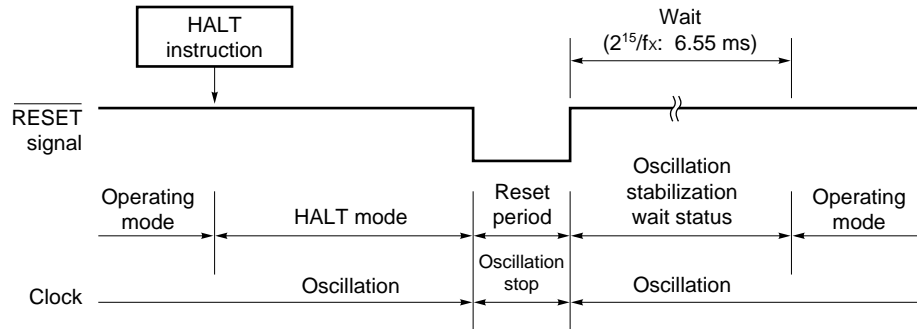 HALT
instruction
Wait
(2¹⁵/fx: 6.55 ms)
RESET
signal
Operating
mode
HALT mode
Reset
period
Oscillation
stabilization
wait status
Operating
mode
Clock
Oscillation
Oscillation
stop
Oscillation